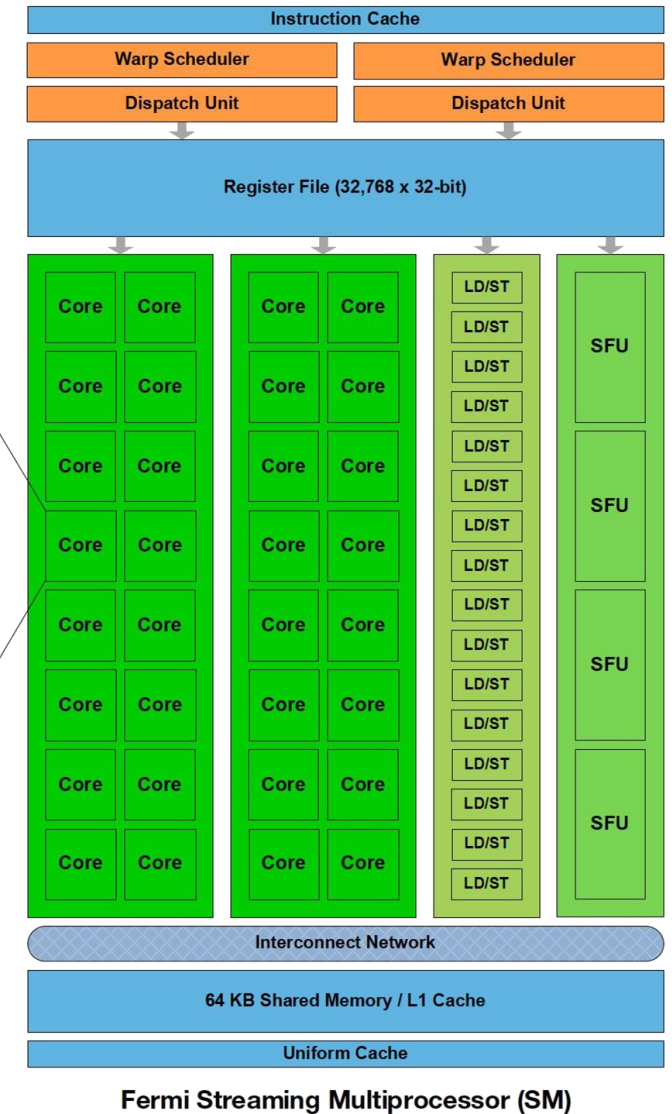 Instruction Cache
Warp Scheduler Warp Scheduler
Dispatch Unit Dispatch Unit
Register File (32,768 x 32-bit)
LD/ST
Core Core Core Core
SFU
LD/ST
LD/ST
Core Core Core Core
LD/ST
LD/ST
Core Core Core Core
SFU
LD/ST
LD/ST
Core Core Core Core
LD/ST
LD/ST
Core Core Core Core
SFU
LD/ST
LD/ST
Core Core Core Core
LD/ST
LD/ST
Core Core Core Core
SFU
LD/ST
LD/ST
Core Core Core Core
LD/ST
Interconnect Network
64 KB Shared Memory / L1 Cache
Uniform Cache
Fermi Streaming Multiprocessor (SM)